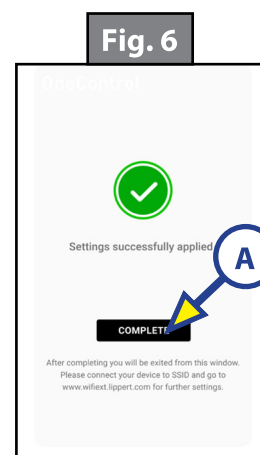 Fig. 6
OneControl
Settings successfully applied
A
COMPLETE
After completing you will be exited from this window.
Please connect your device to SSID and go to
www.wifiext.lippert.com for further settings.